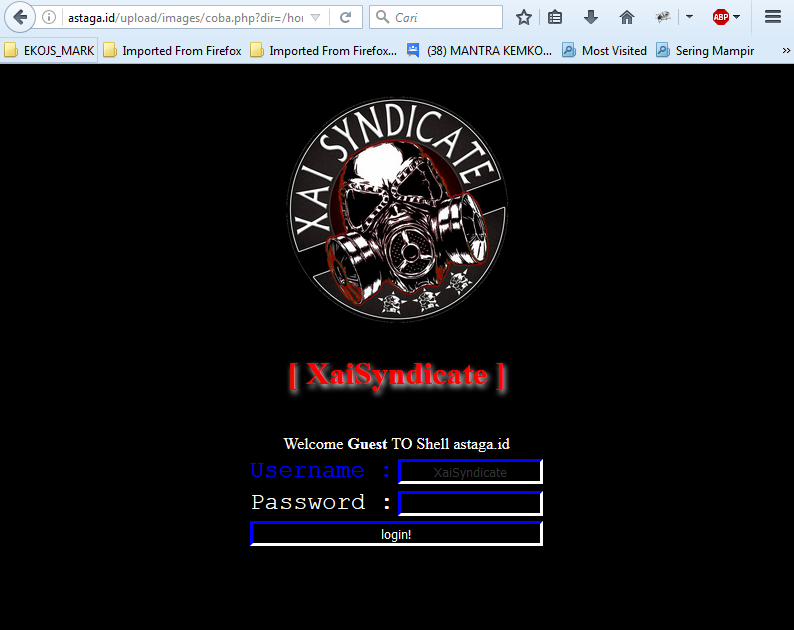 astaga.id/upload/images/coba.php?dir=/hor
Cari
ABP
EKOJS_MARK
Imported From Firefox
Imported From Firefox...
(38) MANTRA KEMKO...
Most Visited
Sering Mampir
»
XAI SYNDICATE
[ XaiSyndicate ]
Welcome Guest TO Shell astaga.id
Username :
XaiSyndicate
Password :
login!